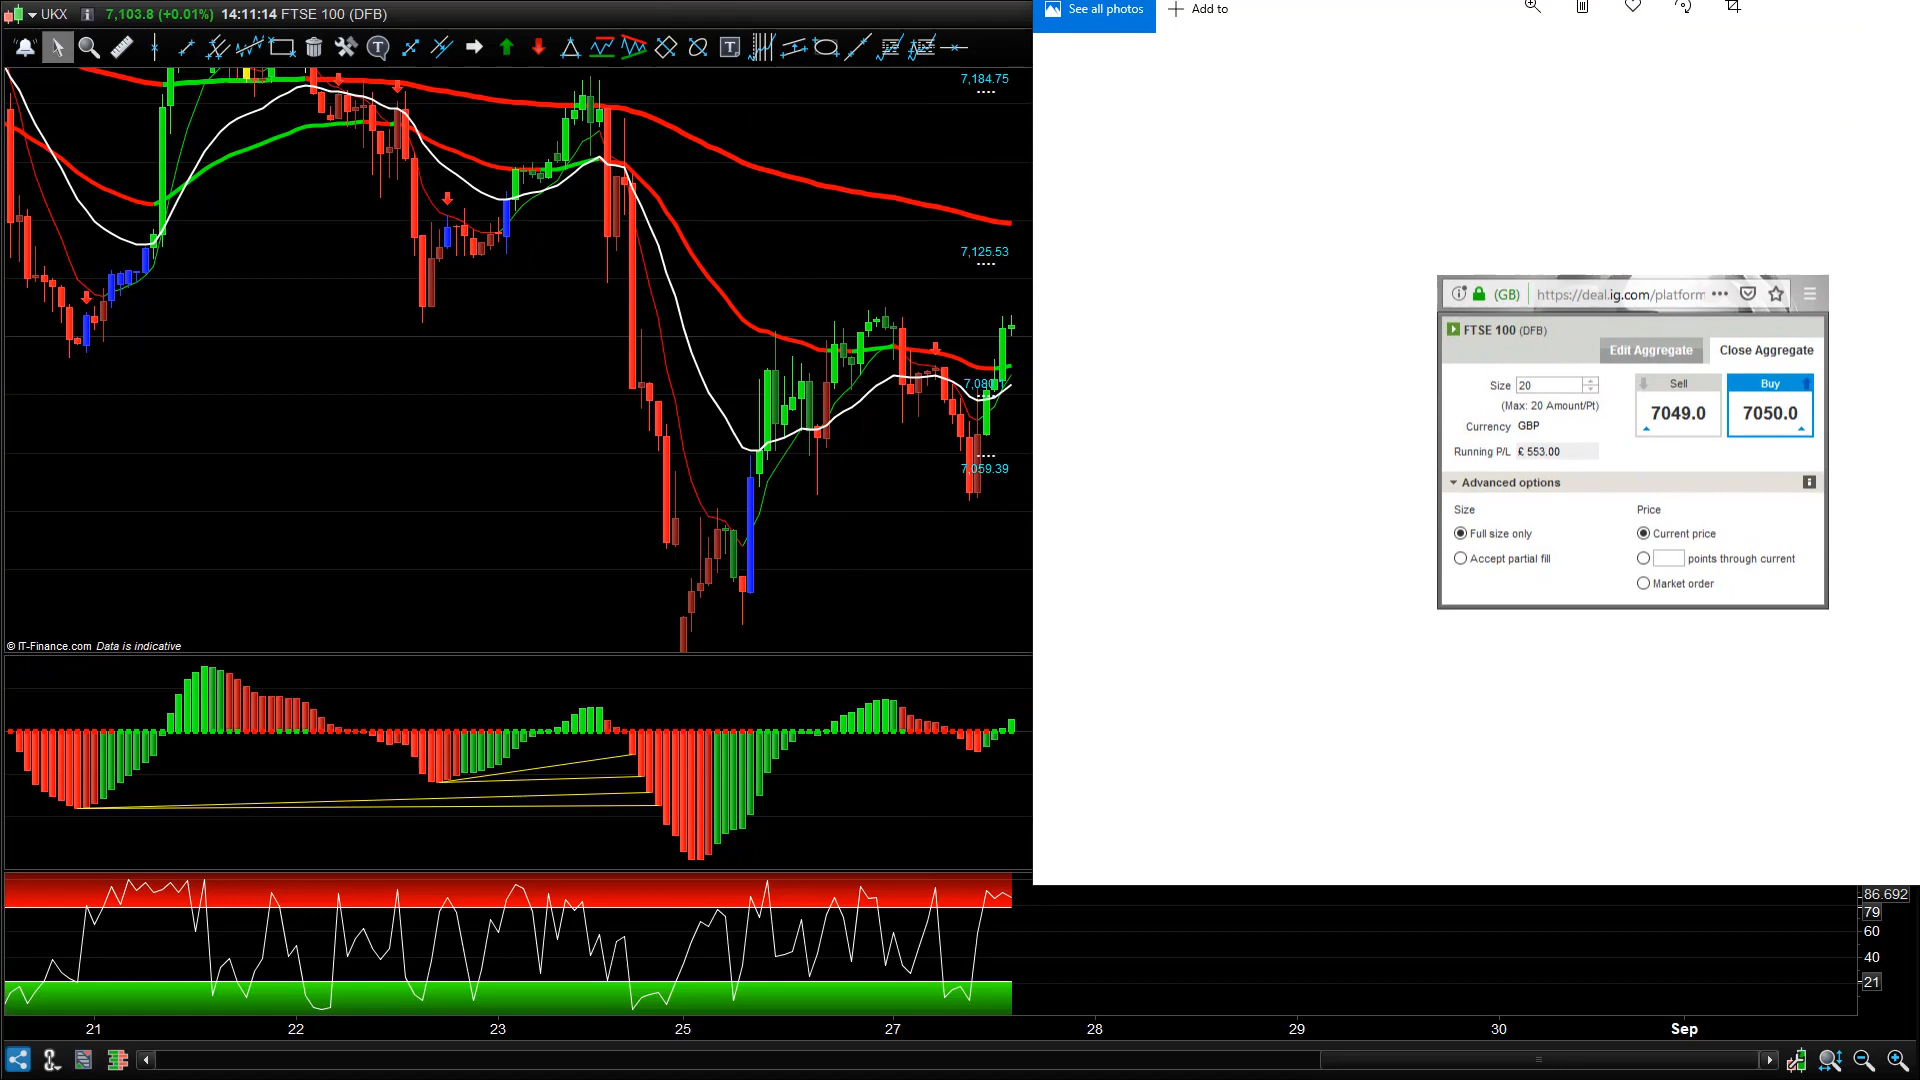 UKX 7,103.8 (+0.01%) 14:11:14 FTSE 100 (DFB)
See all photos Add to
7,184.75
7,125.53
7,080.1
7,059.39
© IT-Finance.com Data is indicative
(GB) https://deal.ig.com/platform
FTSE 100 (DFB)
Edit Aggregate Close Aggregate
Size 20
(Max: 20 Amount/Pt)
Currency GBP
Running P/L £ 553.00
Sell Buy
7049.0 7050.0
Advanced options
Size Price
Full size only Current price
Accept partial fill points through current
Market order
86.692
79
60
40
21
21 22 23 25 27 28 29 30 Sep